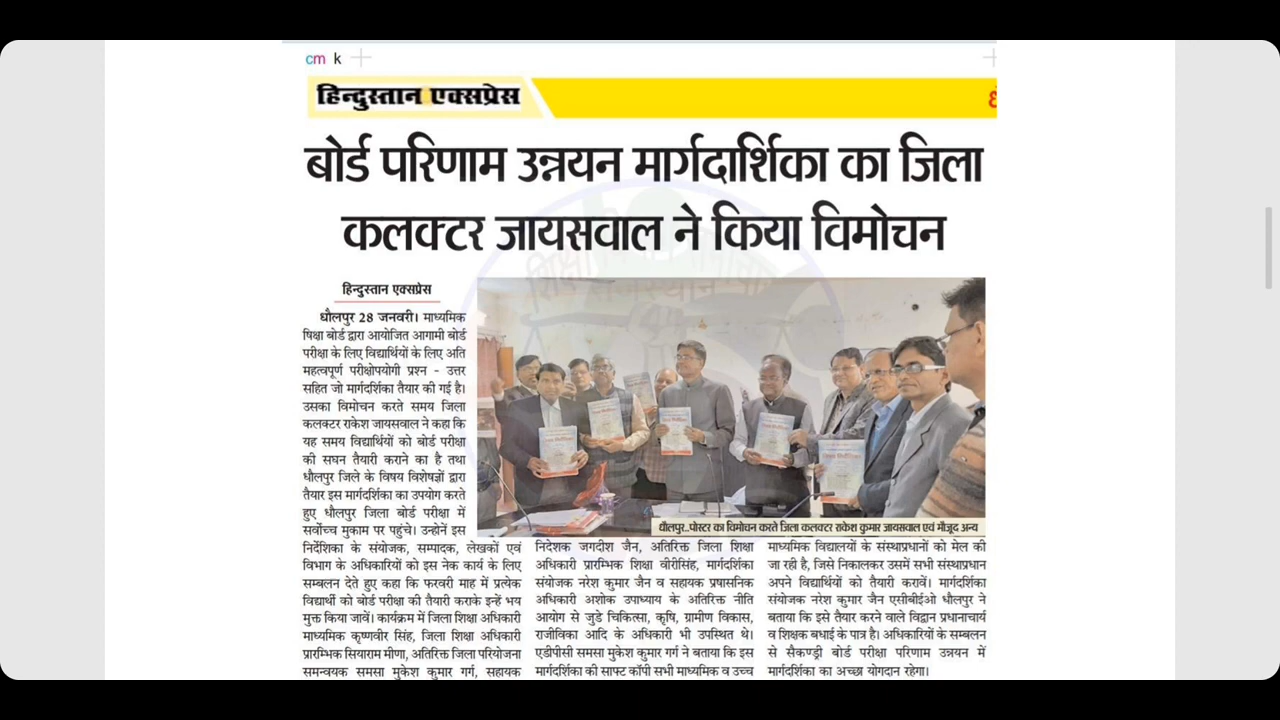 cm k
हिन्दुस्तान एक्सप्रेस
बोर्ड परिणाम उन्नयन मार्गदार्शिका का जिला
कलक्टर जायसवाल ने किया विमोचन
हिन्दुस्तान एक्सप्रेस
धौलपुर 28 जनवरी। माध्यमिक
षिक्षा बोर्ड द्वारा आयोजित आगामी बोर्ड
परीक्षा के लिए विद्यार्थियों के लिए अति
महत्वपूर्ण परीक्षोपयोगी प्रश्न - उत्तर
सहित जो मार्गदर्शिका तैयार की गई है।
उसका विमोचन करते समय जिला
कलक्टर राकेश जायसवाल ने कहा कि
यह समय विद्यार्थियों को बोर्ड परीक्षा
की सघन तैयारी कराने का है तथा
धौलपुर जिले के विषय विशेषज्ञों द्वारा
तैयार इस मार्गदर्शिका का उपयोग करते
हुए धौलपुर जिला बोर्ड परीक्षा में
सर्वोच्च मुकाम पर पहुंचे। उन्होनें इस
निर्देशिका के संयोजक, सम्पादक, लेखकों एवं
विभाग के अधिकारियों को इस नेक कार्य के लिए
सम्बलन देते हुए कहा कि फरवरी माह में प्रत्येक
विद्यार्थी को बोर्ड परीक्षा की तैयारी कराके इन्हें भय
मुक्त किया जावें। कार्यक्रम में जिला शिक्षा अधिकारी
माध्यमिक कृष्णवीर सिंह, जिला शिक्षा अधिकारी
प्रारम्भिक सियाराम मीणा, अतिरिक्त जिला परियोजना
समन्वयक समसा मुकेश कुमार गर्ग, सहायक
धौलपुर..पोस्टर का विमोचन करते जिला कलक्टर राकेश कुमार जायसवाल एवं मौजूद अन्य
निदेशक जगदीश जैन, अतिरिक्त जिला शिक्षा
अधिकारी प्रारम्भिक शिक्षा वीरीसिंह, मार्गदर्शिका
संयोजक नरेश कुमार जैन व सहायक प्रषासनिक
अधिकारी अशोक उपाध्याय के अतिरिक्त नीति
आयोग से जुडे चिकित्सा, कृषि, ग्रामीण विकास,
राजीविका आदि के अधिकारी भी उपस्थित थे।
एडीपीसी समसा मुकेश कुमार गर्ग ने बताया कि इस
मार्गदर्शिका की साफ्ट कॉपी सभी माध्यमिक व उच्च
माध्यमिक विद्यालयों के संस्थाप्रधानों को मेल की
जा रही है, जिसे निकालकर उसमें सभी संस्थाप्रधान
अपने विद्यार्थियों को तैयारी करावें। मार्गदर्शिका
संयोजक नरेश कुमार जैन एसीबीईओ धौलपुर ने
बताया कि इसे तैयार करने वाले विद्वान प्रधानाचार्य
व शिक्षक बधाई के पात्र है। अधिकारियों के सम्बलन
से सैकण्ड्री बोर्ड परीक्षा परिणाम उन्नयन में
मार्गदर्शिका का अच्छा योगदान रहेगा।